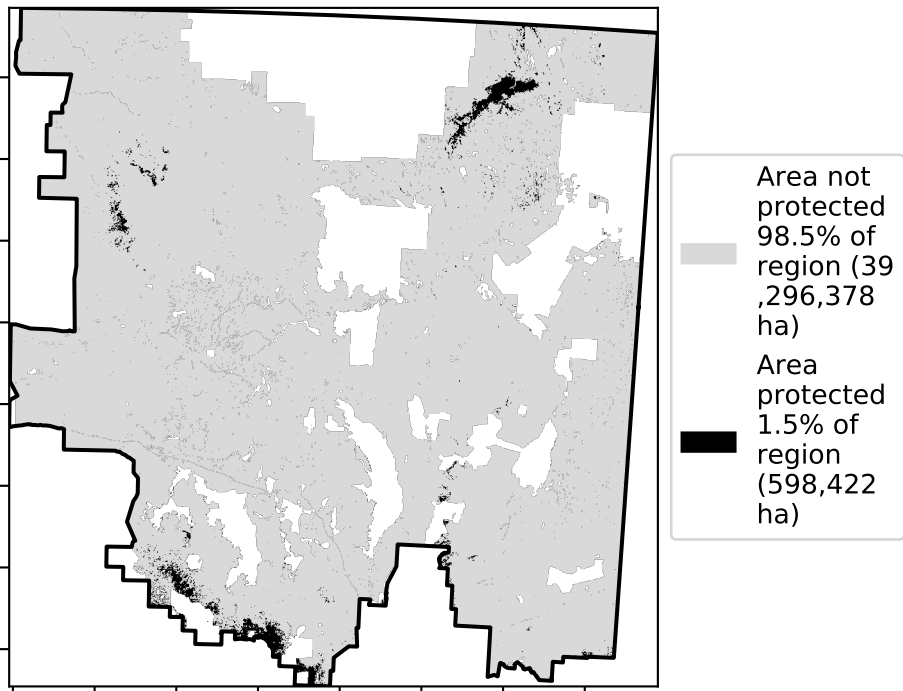 Area not
protected
98.5% of
region (39
,296,378
ha)
Area
protected
1.5% of
region
(598,422
ha)